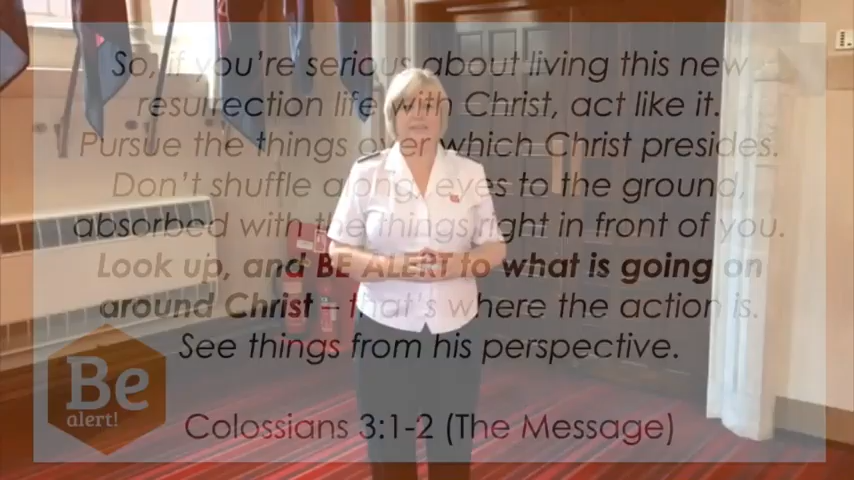 So, if you're serious about living this new
resurrection life with Christ, act like it.
Pursue the things over which Christ presides.
Don't shuffle along, eyes to the ground,
absorbed with the things right in front of you.
Look up, and BE ALERT to what is going on
around Christ – that's where the action is.
See things from his perspective.
Be
alert!
Colossians 3:1-2 (The Message)